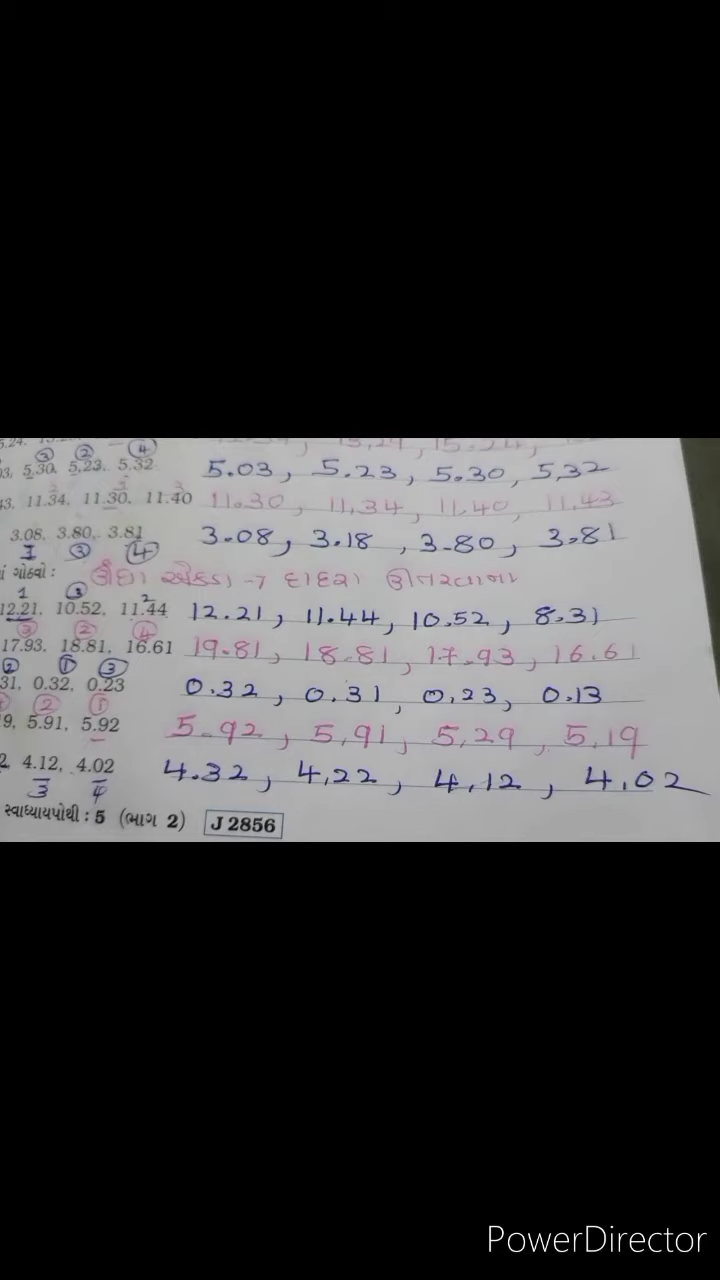 03, 5.30, 5.23, 5.32 5.03, 5.23, 5.30, 5.32
43, 11.34, 11.30, 11.40 11.30, 11.34, 11.40, 11.43
3.08, 3.80, 3.81 3.08, 3.18, 3.80, 3.81
ગોઠવો :
12.21, 10.52, 11.44 12.21, 11.44, 10.52, 8.31
17.93, 18.81, 16.61 19.81, 18.81, 17.93, 16.61
31, 0.32, 0.23 0.32, 0.31, 0.23, 0.13
9, 5.91, 5.92 5.92, 5.91, 5.29, 5.19
2, 4.12, 4.02 4.32, 4.22, 4.12, 4.02
સ્વાધ્યાયપોથી : 5 (ભાગ 2) J 2856
PowerDirector